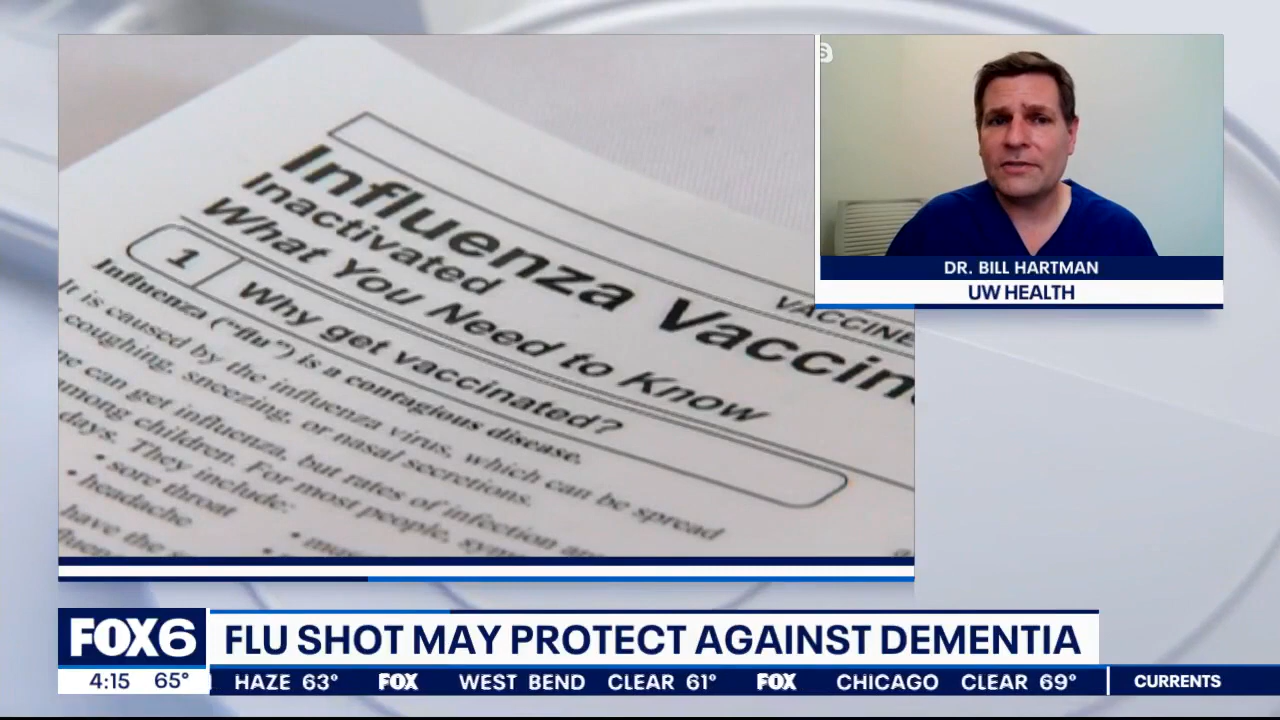 VACCINE
Influenza Vaccin
Inactivated
What You Need to Know
1 Why get vaccinated?
Influenza ("flu") is a contagious disease.
It is caused by the influenza virus, which can be spread
coughing, sneezing, or nasal secretions.
can get influenza, but rates of infection
among children. For most people, sym
days. They include:
• sore throat
• headache
have the
DR. BILL HARTMAN
UW HEALTH
FOX6
FLU SHOT MAY PROTECT AGAINST DEMENTIA
4:15 65° HAZE 63° FOX WEST BEND CLEAR 61° FOX CHICAGO CLEAR 69° CURRENTS